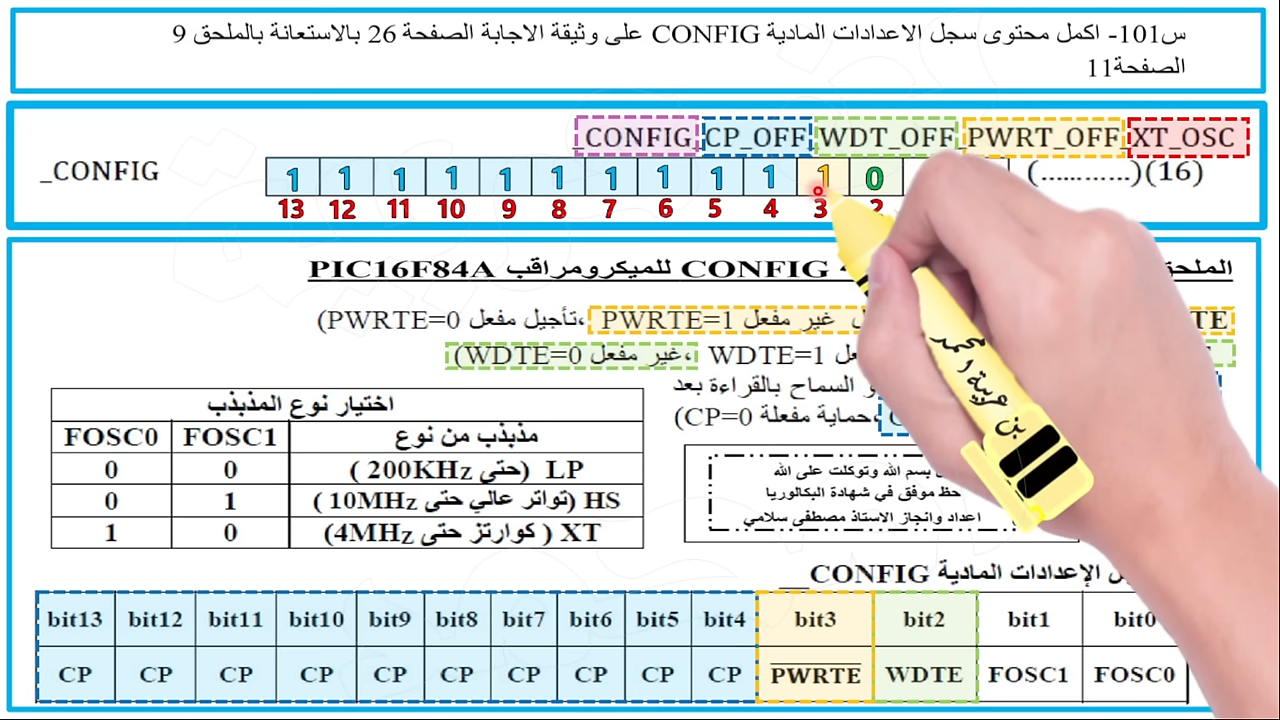 س101- اكمل محتوى سجل الاعدادات المادية CONFIG على وثيقة الاجابة الصفحة 26 بالاستعانة بالملحق 9
الصفحة11
_CONFIG_CP_OFF_WDT_OFF_PWRT_OFF_XT_OSC
_CONFIG
1 1 1 1 1 1 1 1 1 1 1 0
(...........)(16)
13 12 11 10 9 8 7 6 5 4 3 2
CONFIG للميكرومراقب PIC16F84A
غير مفعل PWRTE=1 ،تأجيل مفعل PWRTE=0)
WDTE=1 ،غير مفعل WDTE=0)
السماح بالقراءة بعد
،حماية مفعلة CP=0)
اختيار نوع المذبذب
FOSC0 FOSC1 مذبذب من نوع
0 0 LP (حتى 200KHz )
0 1 HS (تواتر عالي حتى 10MHz )
1 0 XT ( كوارتز حتى 4MHz)
بسم الله وتوكلت على الله
حظ موفق في شهادة البكالوريا
اعداد وانجاز الاستاذ مصطفى سلامي
الإعدادات المادية CONFIG__
bit13 bit12 bit11 bit10 bit9 bit8 bit7 bit6 bit5 bit4 bit3 bit2 bit1 bit0
CP CP CP CP CP CP CP CP CP CP PWRTE WDTE FOSC1 FOSC0